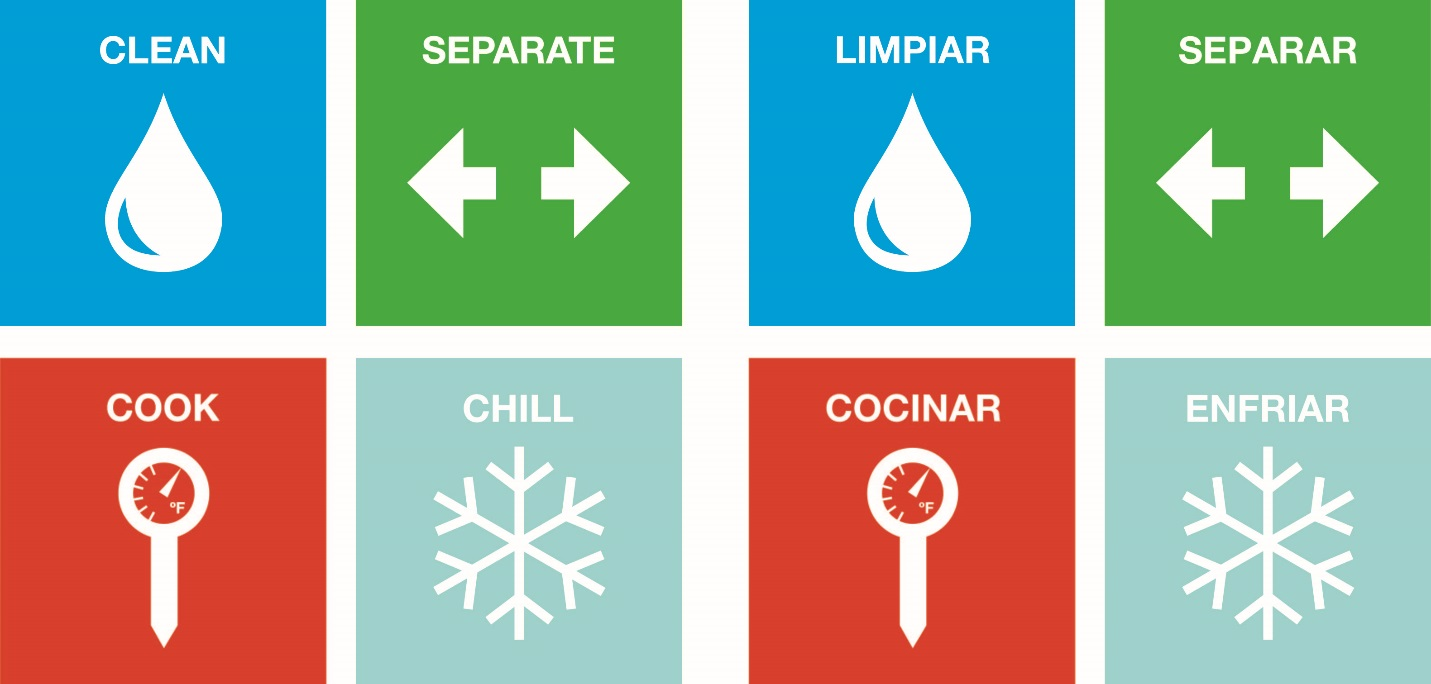 CLEAN
SEPARATE
LIMPIAR
SEPARAR
COOK
°F
CHILL
COCINAR
°F
ENFRIAR